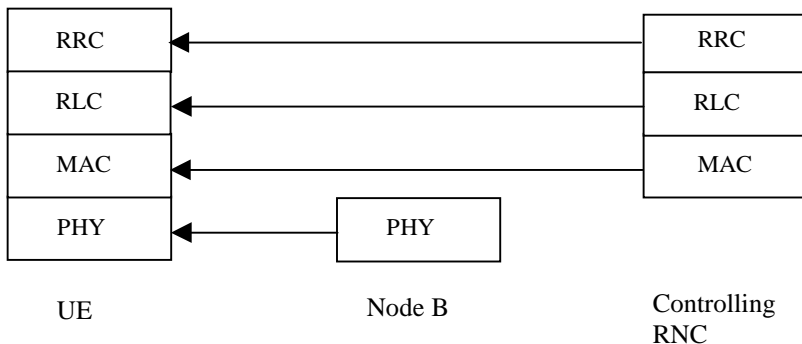 RRC
RRC
RLC
RLC
MAC
MAC
PHY
PHY
UE
Node B
Controlling
RNC